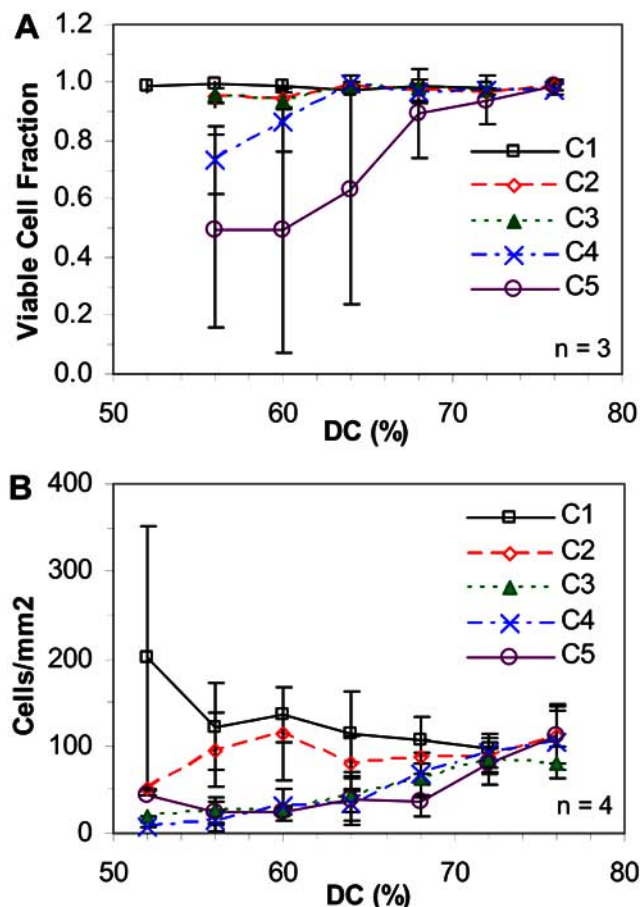 A
Viable Cell Fraction
1.2
1.0
0.8
0.6
0.4
0.2
0.0
C1
C2
C3
C4
C5
n = 3
50 60 70 80
DC (%)
B
Cells/mm2
400
300
200
100
0
C1
C2
C3
C4
C5
n = 4
50 60 70 80
DC (%)